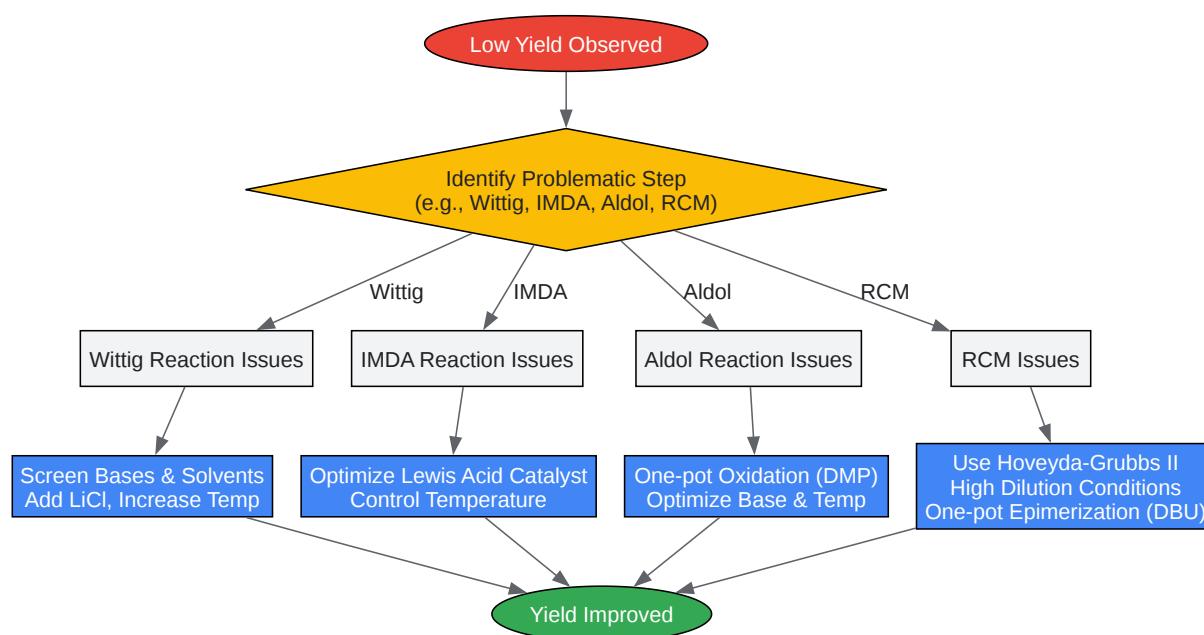 Low Yield Observed
Identify Problematic Step
(e.g., Wittig, IMDA, Aldol, RCM)
Wittig
IMDA
Aldol
RCM
Wittig Reaction Issues
IMDA Reaction Issues
Aldol Reaction Issues
RCM Issues
Screen Bases & Solvents
Add LiCl, Increase Temp
Optimize Lewis Acid Catalyst
Control Temperature
One-pot Oxidation (DMP)
Optimize Base & Temp
Use Hoveyda-Grubbs II
High Dilution Conditions
One-pot Epimerization (DBU)
Yield Improved